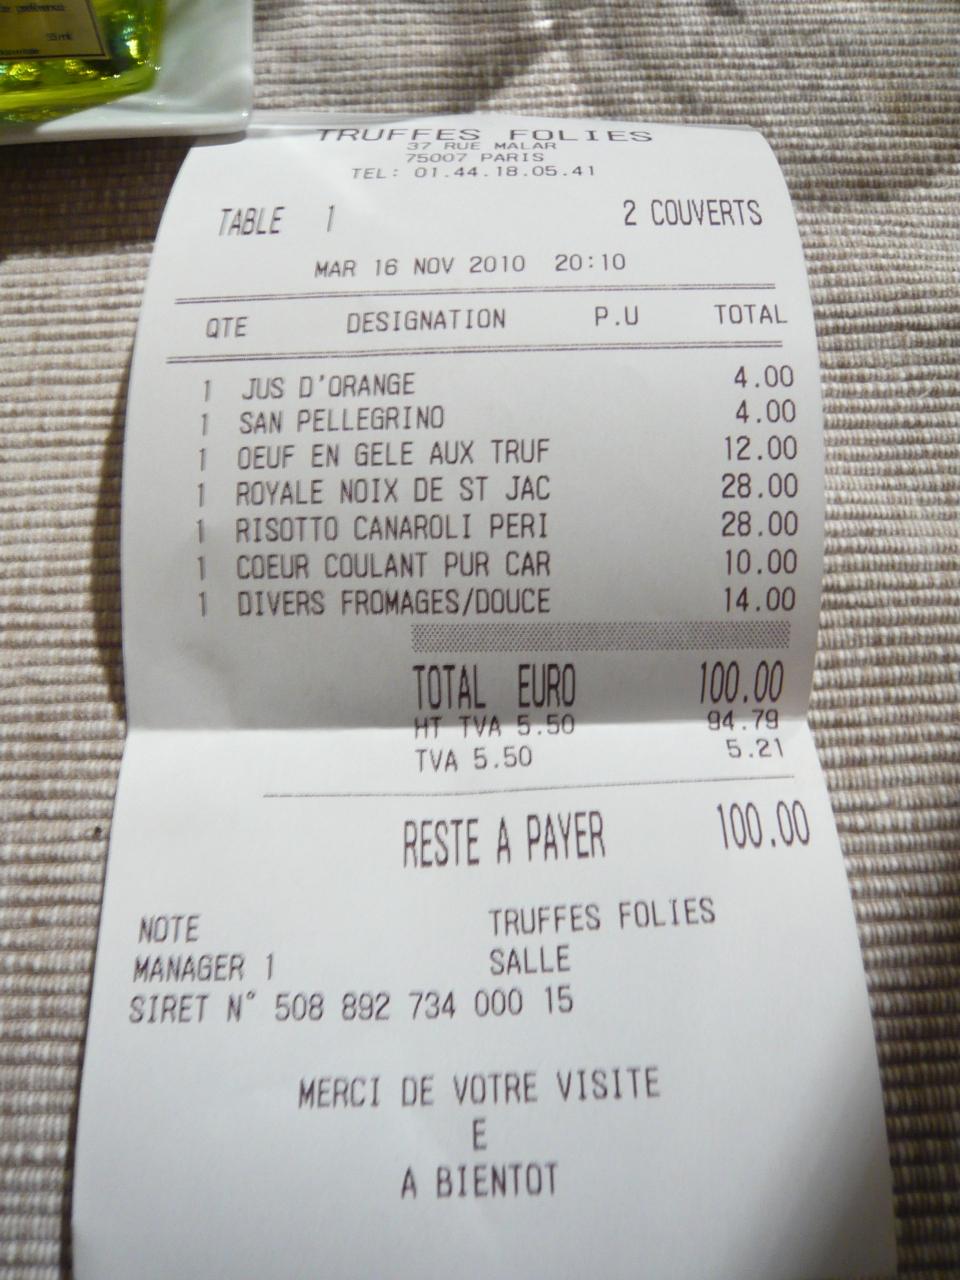 de préférence
TRUFFES FOLIES
37 RUE MALAR
75007 PARIS
TEL: 01.44.18.05.41
TABLE 1 2 COUVERTS
MAR 16 NOV 2010 20:10
QTE DESIGNATION P.U TOTAL
1 JUS D'ORANGE 4.00
1 SAN PELLEGRINO 4.00
1 OEUF EN GELE AUX TRUF 12.00
1 ROYALE NOIX DE ST JAC 28.00
1 RISOTTO CANAROLI PERI 28.00
1 COEUR COULANT PUR CAR 10.00
1 DIVERS FROMAGES/DOUCE 14.00
TOTAL EURO 100.00
HT TVA 5.50 94.79
TVA 5.50 5.21
RESTE A PAYER 100.00
NOTE TRUFFES FOLIES
MANAGER 1 SALLE
SIRET N° 508 892 734 000 15
MERCI DE VOTRE VISITE
E
A BIENTOT